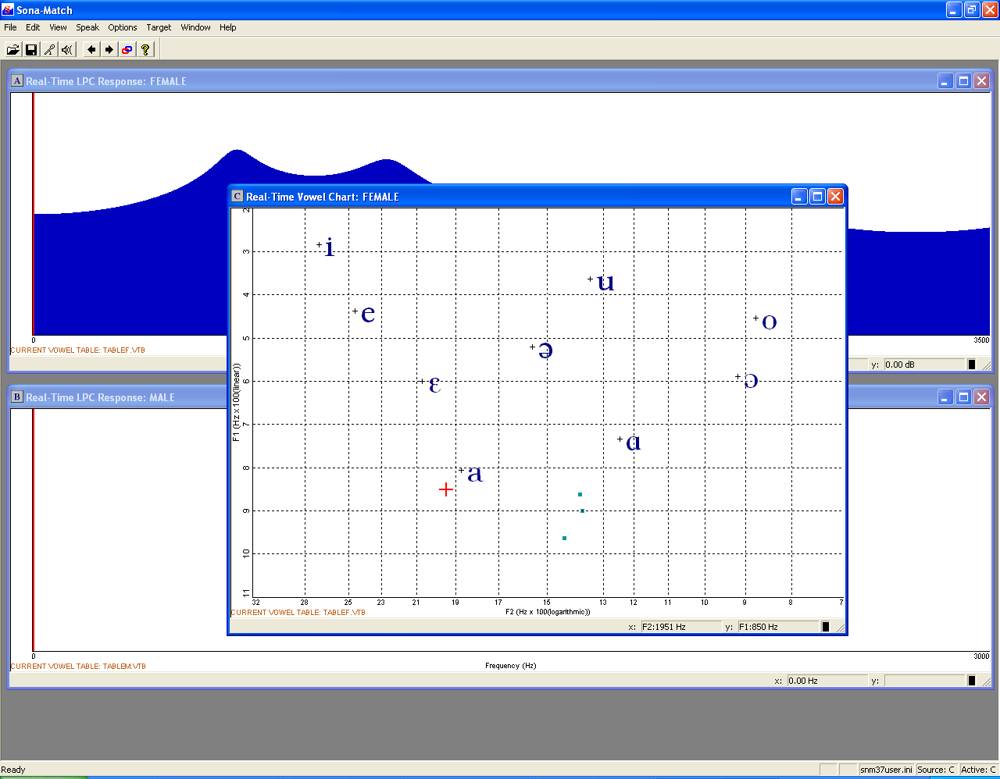 Sona-Match
File Edit View Speak Options Target Window Help
A Real-Time LPC Response: FEMALE
0 3500
CURRENT VOWEL TABLE: TABLEF.VTB
y: 0.00 dB
C Real-Time Vowel Chart: FEMALE
2
3
4
5
6
7
8
9
10
11
F1 (Hz x100(linear))
i
u
e
o
ə
ɛ
ɔ
ɑ
a
32 28 25 23 21 19 17 15 13 12 11 10 9 8 7
F2 (Hz x 100(logarithmic))
CURRENT VOWEL TABLE: TABLEF.VTB
x: F2:1951 Hz y: F1:850 Hz
B Real-Time LPC Response: MALE
0 3000
CURRENT VOWEL TABLE: TABLEM.VTB
Frequency (Hz)
x: 0.00 Hz y:
Ready snm37user.ini Source: C Active: C